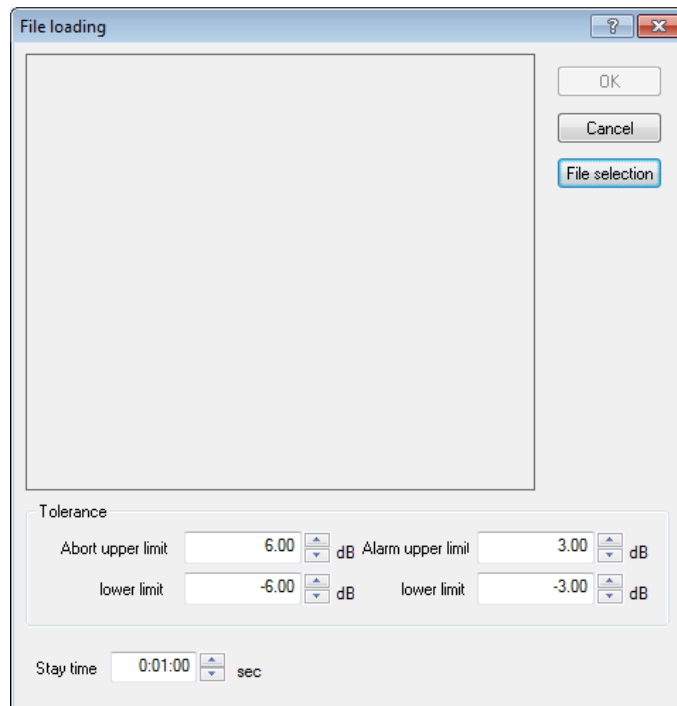 File loading
OK
Cancel
File selection
Tolerance
Abort upper limit 6.00 dB Alarm upper limit 3.00 dB
lower limit -6.00 dB lower limit -3.00 dB
Stay time 0:01:00 sec